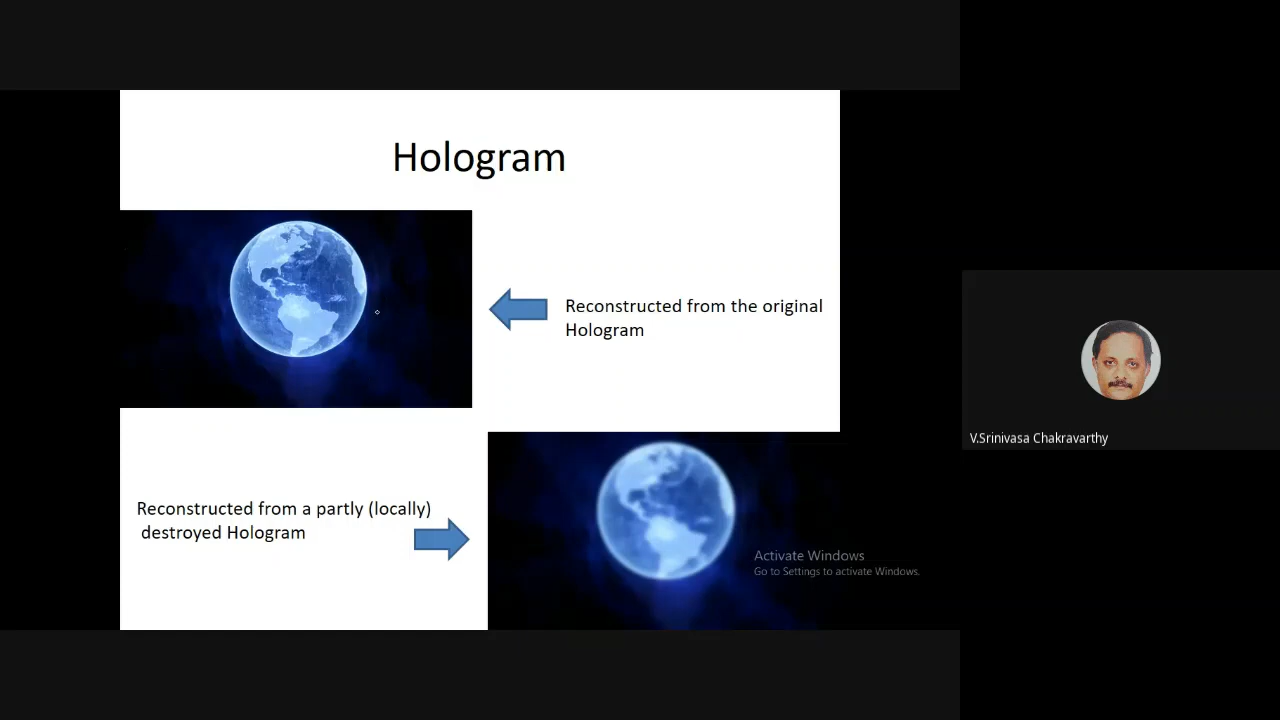 Hologram
Reconstructed from the original
Hologram
Reconstructed from a partly (locally)
destroyed Hologram
Activate Windows
Go to Settings to activate Windows.
V.Srinivasa Chakravarthy